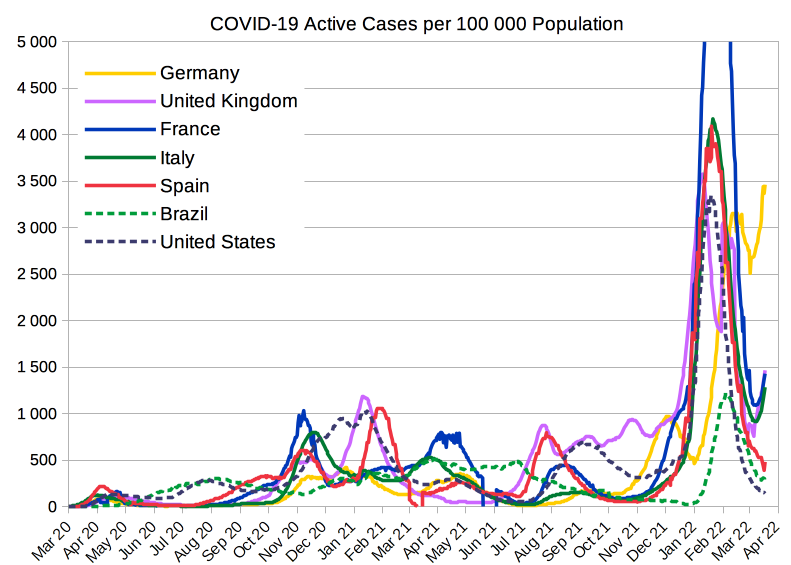 COVID-19 Active Cases per 100 000 Population
5 000
4 500
4 000
3 500
3 000
2 500
2 000
1 500
1 000
500
0
Germany
United Kingdom
France
Italy
Spain
Brazil
United States
Mar 20
Apr 20
May 20
Jun 20
Jul 20
Aug 20
Sep 20
Oct 20
Nov 20
Dec 20
Jan 21
Feb 21
Mar 21
Apr 21
May 21
Jun 21
Jul 21
Aug 21
Sep 21
Oct 21
Nov 21
Dec 21
Jan 22
Feb 22
Mar 22
Apr 22